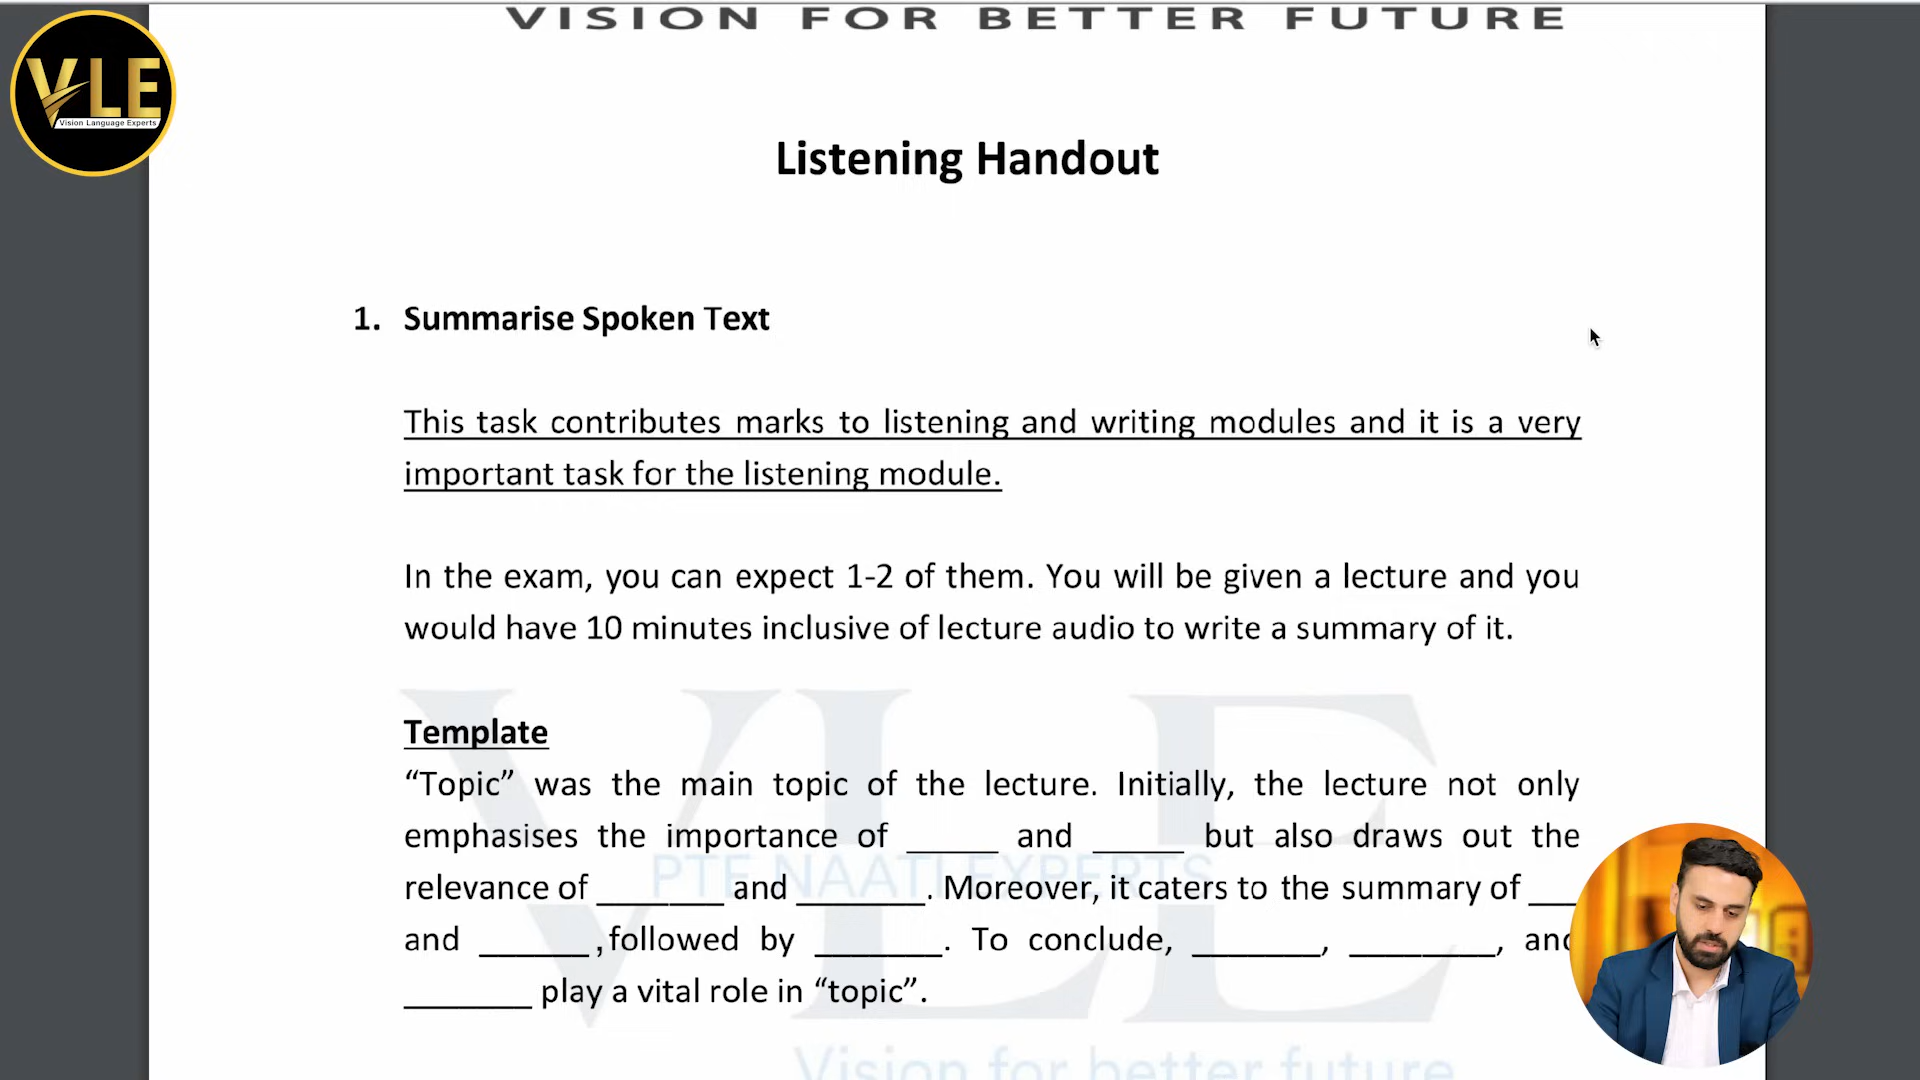 VISION FOR BETTER FUTURE
VLE
Vision Language Experts
Listening Handout
1. Summarise Spoken Text
This task contributes marks to listening and writing modules and it is a very
important task for the listening module.
In the exam, you can expect 1-2 of them. You will be given a lecture and you
would have 10 minutes inclusive of lecture audio to write a summary of it.
Template
“Topic” was the main topic of the lecture. Initially, the lecture not only
emphasises the importance of _____ and _____ but also draws out the
relevance of _______ and _______. Moreover, it caters to the summary of ___
and ______,followed by _______. To conclude, _______, ________, and
_______ play a vital role in “topic”.
VLE
PTE NAATI EXPERTS
Vision for better future